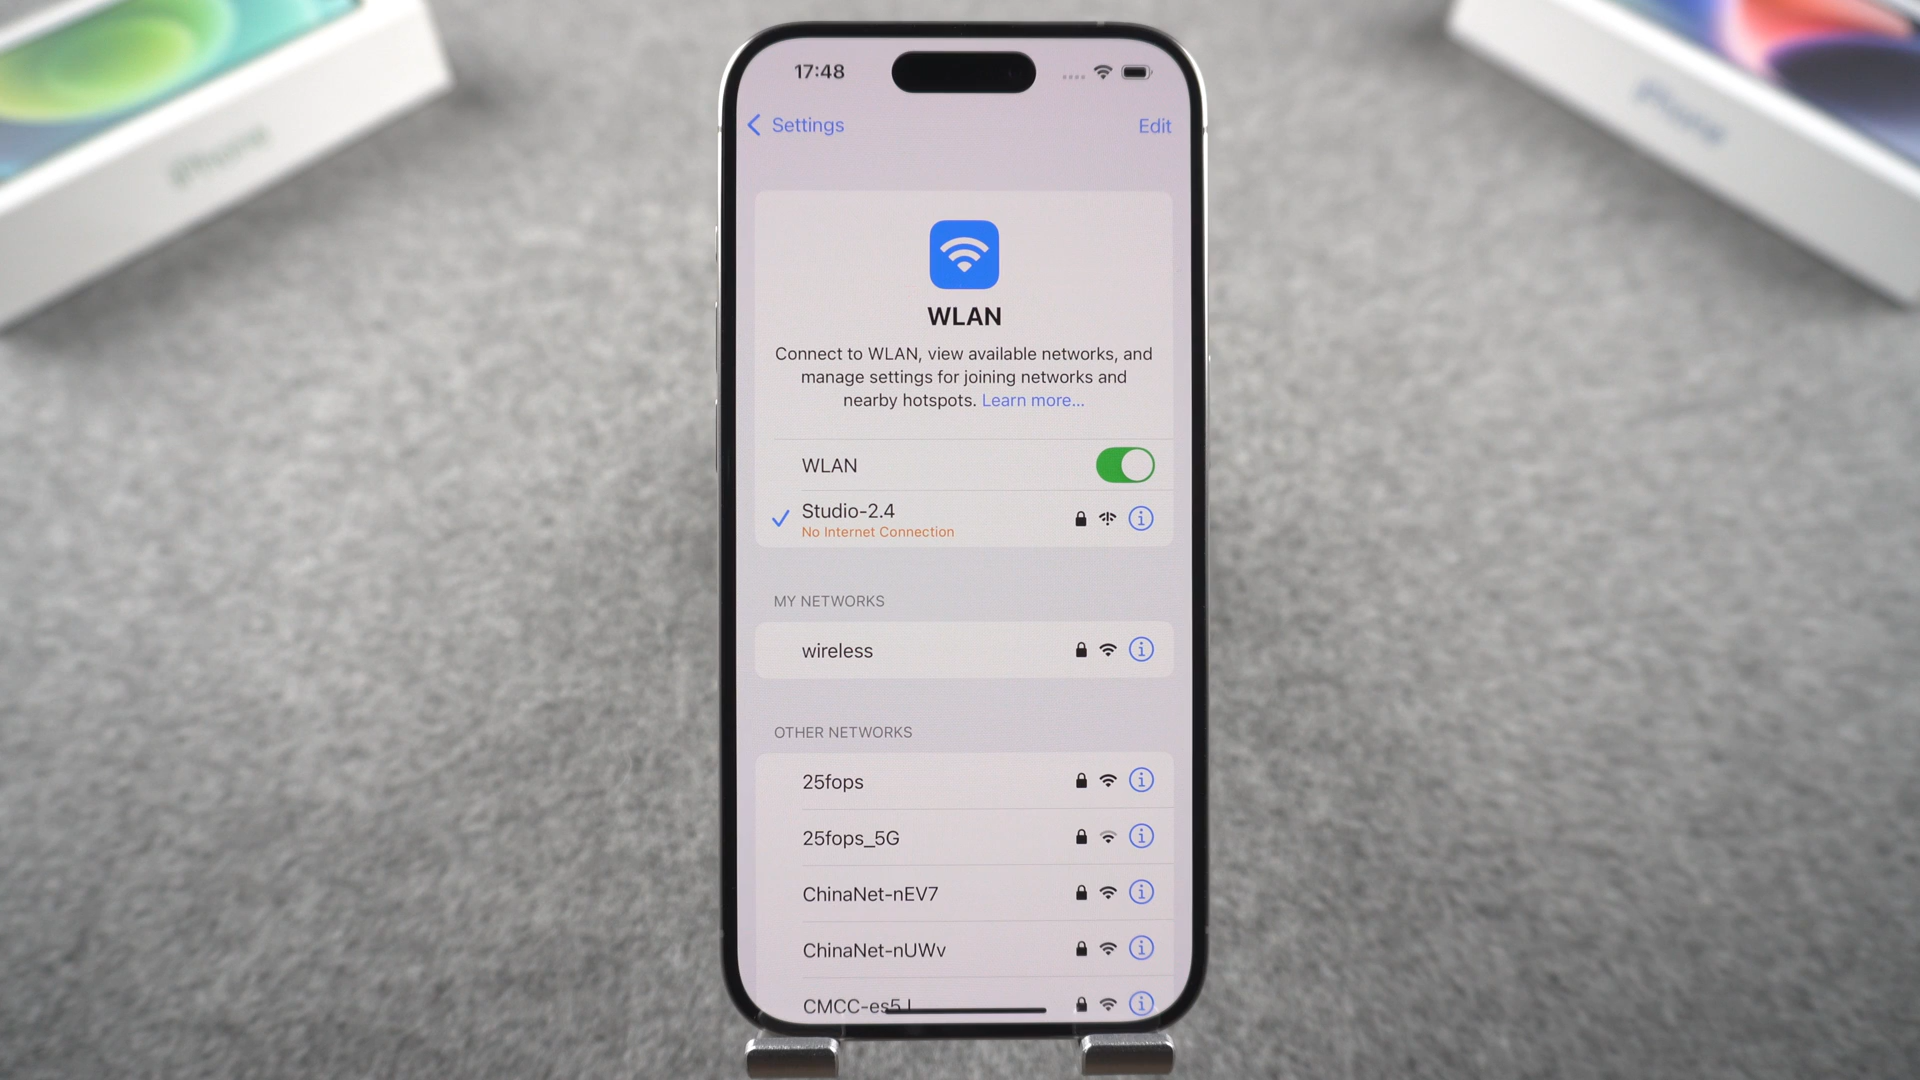 iPhone
iPhone
17:48
Settings
Edit
WLAN
Connect to WLAN, view available networks, and
manage settings for joining networks and
nearby hotspots. Learn more...
WLAN
Studio-2.4
No Internet Connection
MY NETWORKS
wireless
OTHER NETWORKS
25fops
25fops_5G
ChinaNet-nEV7
ChinaNet-nUWv